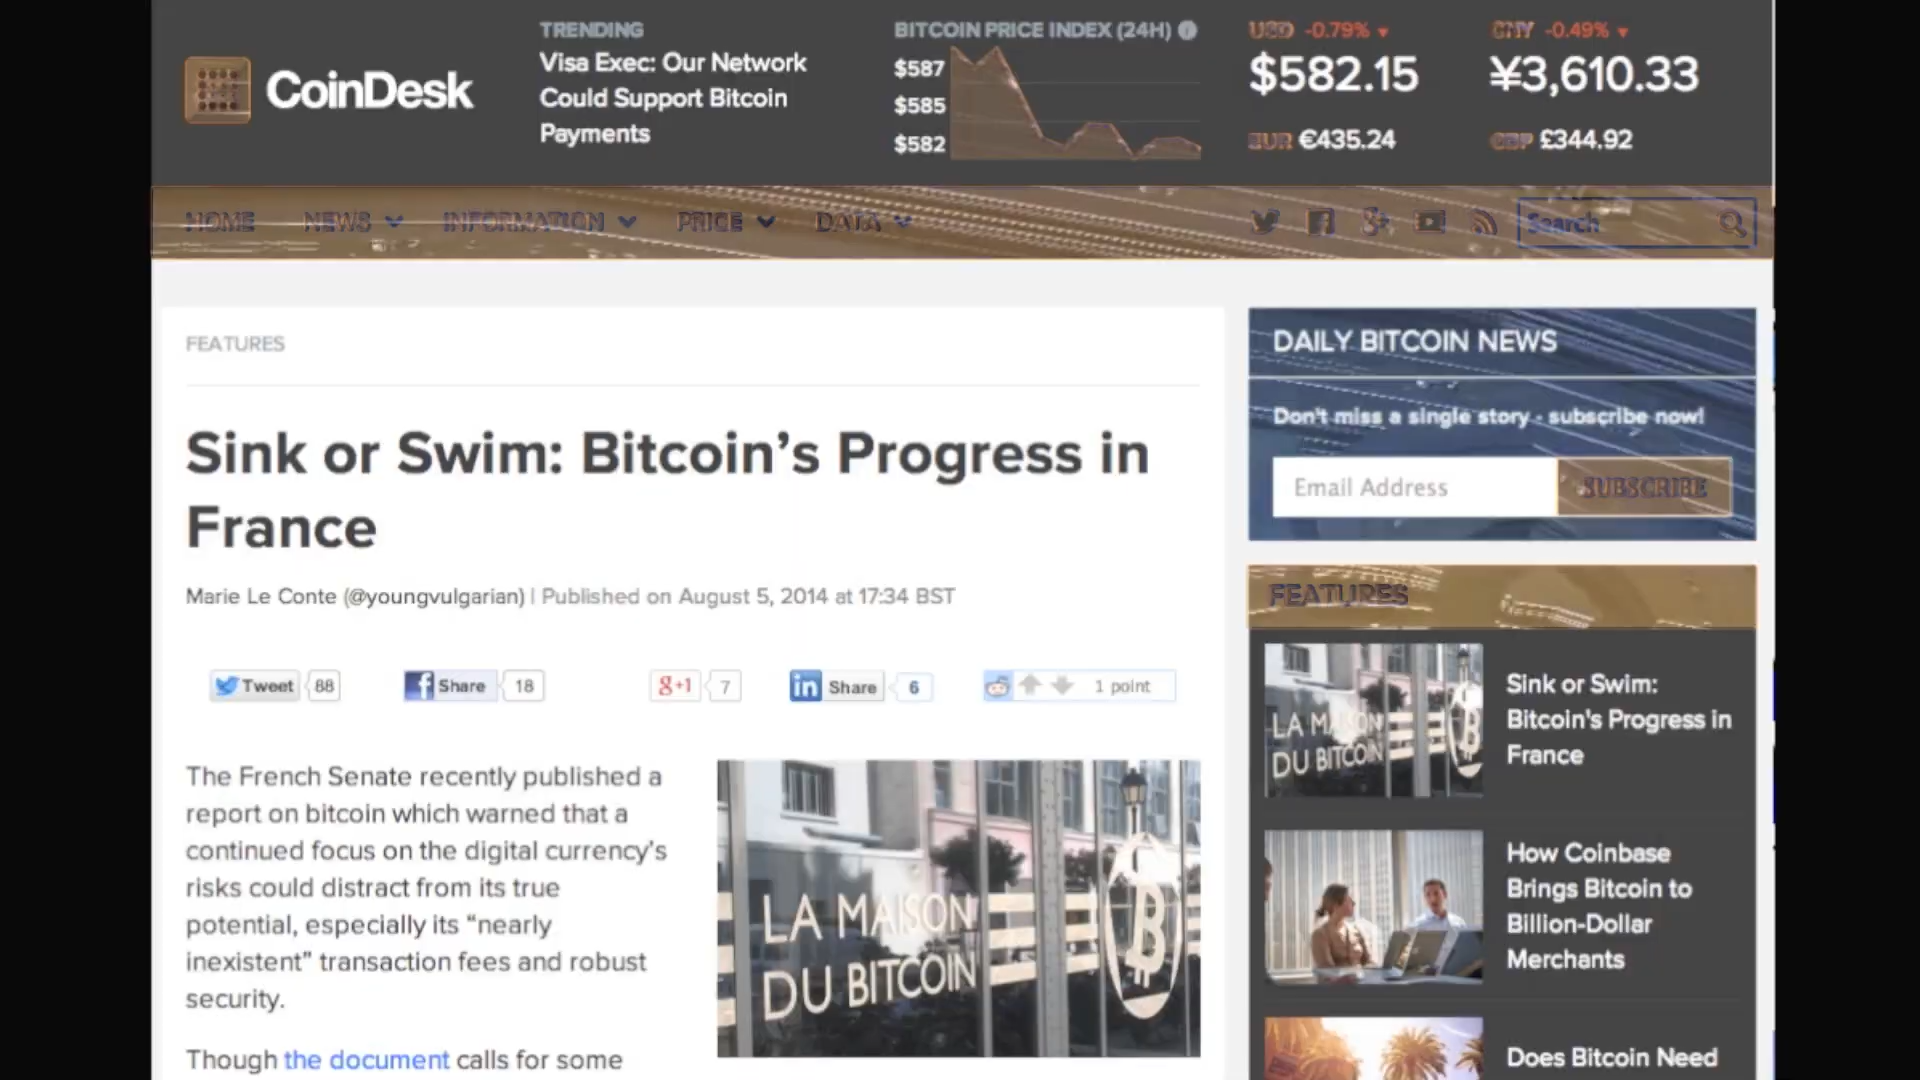 CoinDesk
TRENDING
Visa Exec: Our Network
Could Support Bitcoin
Payments
BITCOIN PRICE INDEX (24H)
$587
$585
$582
USD -0.79%
$582.15
EUR €435.24
CNY -0.49%
¥3,610.33
GBP £344.92
HOME NEWS INFORMATION PRICE DATA
Search
FEATURES
Sink or Swim: Bitcoin’s Progress in
France
Marie Le Conte (@youngvulgarian) | Published on August 5, 2014 at 17:34 BST
Tweet 88 Share 18 g+1 7 in Share 6 1 point
The French Senate recently published a
report on bitcoin which warned that a
continued focus on the digital currency’s
risks could distract from its true
potential, especially its “nearly
inexistent” transaction fees and robust
security.
Though the document calls for some
LA MAISON
DU BITCOIN
DAILY BITCOIN NEWS
Don't miss a single story - subscribe now!
Email Address SUBSCRIBE
FEATURES
LA MAISON
DU BITCOIN
Sink or Swim:
Bitcoin's Progress in
France
How Coinbase
Brings Bitcoin to
Billion-Dollar
Merchants
Does Bitcoin Need